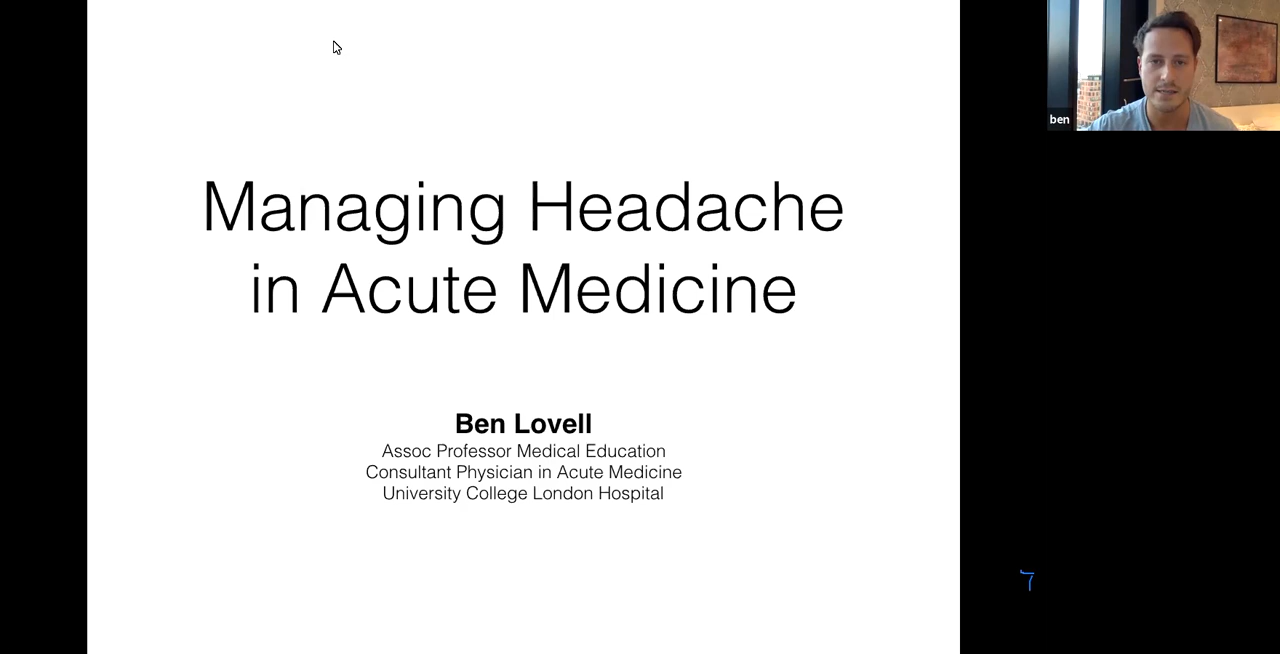 Managing Headache
in Acute Medicine
Ben Lovell
Assoc Professor Medical Education
Consultant Physician in Acute Medicine
University College London Hospital
ben